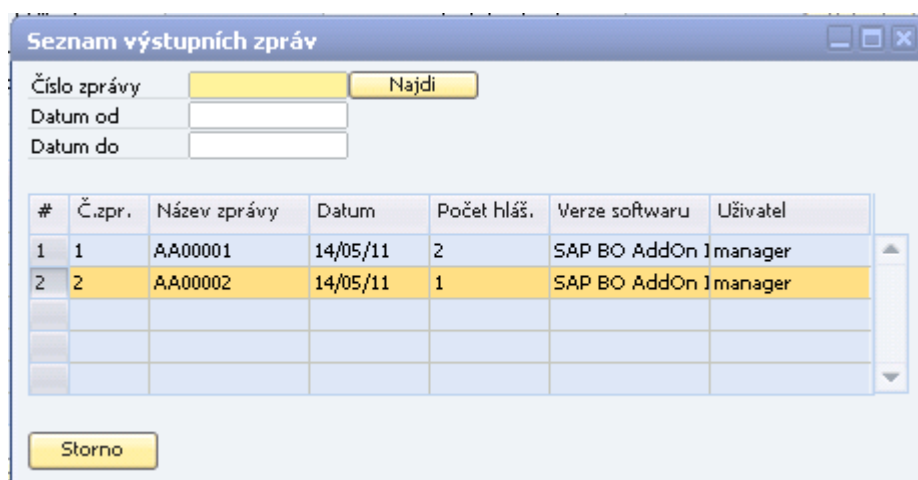 Seznam výstupních zpráv
Číslo zprávy Najdi
Datum od
Datum do
# Č.zpr. Název zprávy Datum Počet hláš. Verze softwaru Uživatel
1 1 AA00001 14/05/11 2 SAP BO AddOn manager
2 2 AA00002 14/05/11 1 SAP BO AddOn manager
Storno